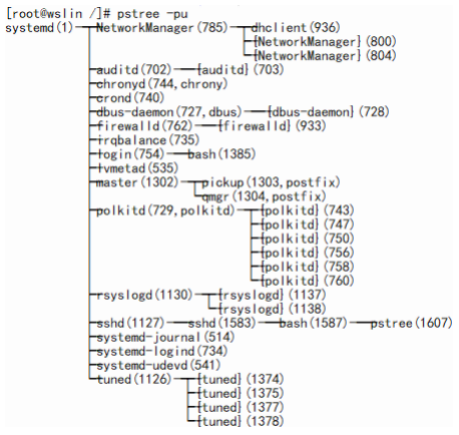 [root@wslin /]# pstree -pu
systemd(1)─┬─NetworkManager(785)─┬─dhclient(936)
├─{NetworkManager}(800)
└─{NetworkManager}(804)
├─auditd(702)───{auditd}(703)
├─chronyd(744,chrony)
├─crond(740)
├─dbus-daemon(727,dbus)───{dbus-daemon}(728)
├─firewalld(762)───{firewalld}(933)
├─irqbalance(735)
├─login(754)───bash(1385)
├─lvmetad(535)
├─master(1302)─┬─pickup(1303,postfix)
└─qmgr(1304,postfix)
├─polkitd(729,polkitd)─┬─{polkitd}(743)
├─{polkitd}(747)
├─{polkitd}(750)
├─{polkitd}(756)
├─{polkitd}(758)
└─{polkitd}(760)
├─rsyslogd(1130)─┬─{rsyslogd}(1137)
└─{rsyslogd}(1138)
├─sshd(1127)───sshd(1583)───bash(1587)───pstree(1607)
├─systemd-journal(514)
├─systemd-logind(734)
├─systemd-udevd(541)
└─tuned(1126)─┬─{tuned}(1374)
├─{tuned}(1375)
├─{tuned}(1377)
└─{tuned}(1378)